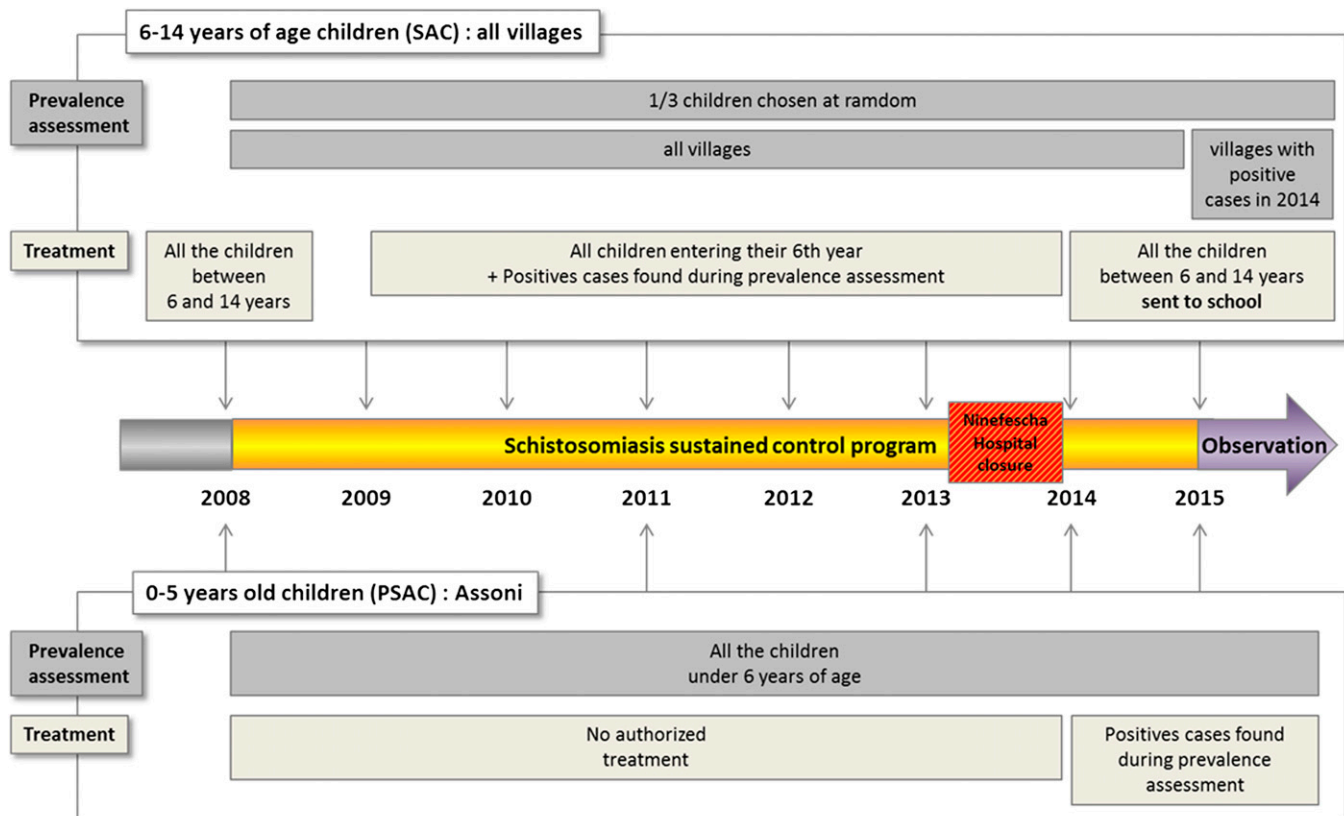 6-14 years of age children (SAC) : all villages
Prevalence
assessment
1/3 children chosen at ramdom
all villages
villages with
positive
cases in 2014
Treatment
All the children
between
6 and 14 years
All children entering their 6th year
+ Positives cases found during prevalence assessment
All the children
between 6 and 14 years
sent to school
Schistosomiasis sustained control program
Ninefescha
Hospital
closure
Observation
2008
2009
2010
2011
2012
2013
2014
2015
0-5 years old children (PSAC) : Assoni
Prevalence
assessment
All the children
under 6 years of age
Treatment
No authorized
treatment
Positives cases found
during prevalence
assessment